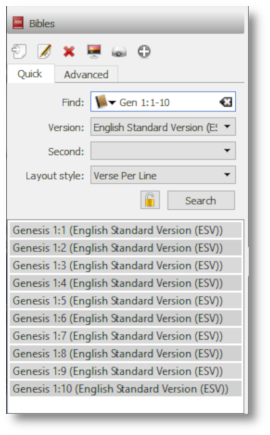 Bibles
Quick Advanced
Find: Gen 1:1-10
Version: English Standard Version (E
Second:
Layout style: Verse Per Line
Search
Genesis 1:1 (English Standard Version (ESV))
Genesis 1:2 (English Standard Version (ESV))
Genesis 1:3 (English Standard Version (ESV))
Genesis 1:4 (English Standard Version (ESV))
Genesis 1:5 (English Standard Version (ESV))
Genesis 1:6 (English Standard Version (ESV))
Genesis 1:7 (English Standard Version (ESV))
Genesis 1:8 (English Standard Version (ESV))
Genesis 1:9 (English Standard Version (ESV))
Genesis 1:10 (English Standard Version (ESV))